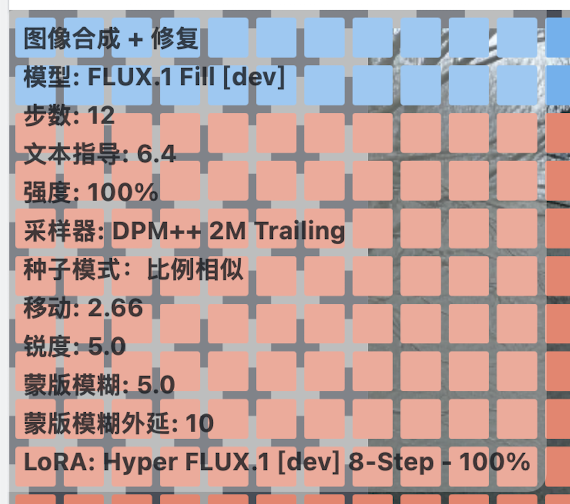 图像合成 + 修复
模型: FLUX.1 Fill [dev]
步数: 12
文本指导: 6.4
强度: 100%
采样器: DPM++ 2M Trailing
种子模式：比例相似
移动: 2.66
锐度: 5.0
蒙版模糊: 5.0
蒙版模糊外延: 10
LoRA: Hyper FLUX.1 [dev] 8-Step - 100%